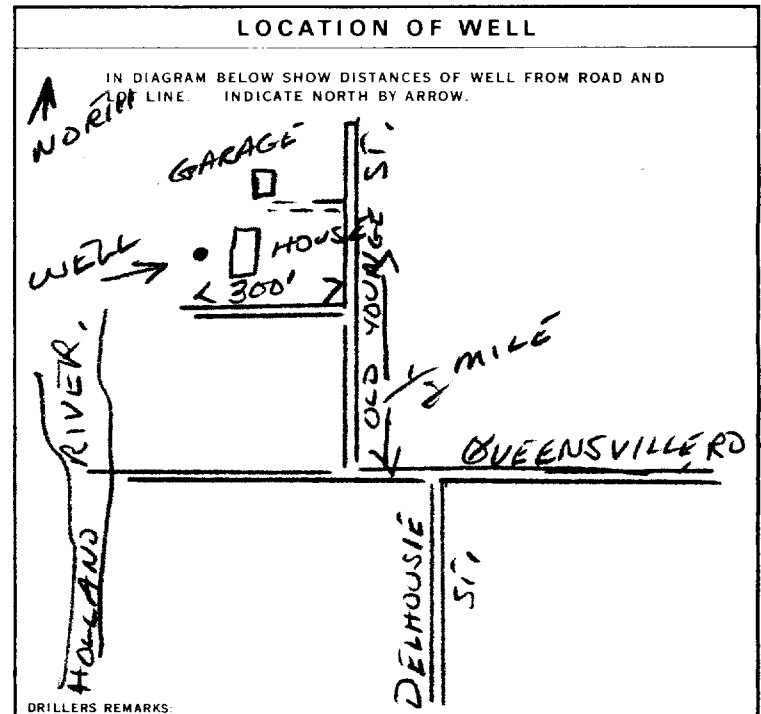 LOCATION OF WELL
IN DIAGRAM BELOW SHOW DISTANCES OF WELL FROM ROAD AND
LOT LINE. INDICATE NORTH BY ARROW.
NORTH
GARAGE
OLD YOUNGE ST.
HOUSE
WELL
300'
1/2 MILE
HOLLAND RIVER,
QUEENSVILLE RD
DELHOUSIE ST,
DRILLERS REMARKS: